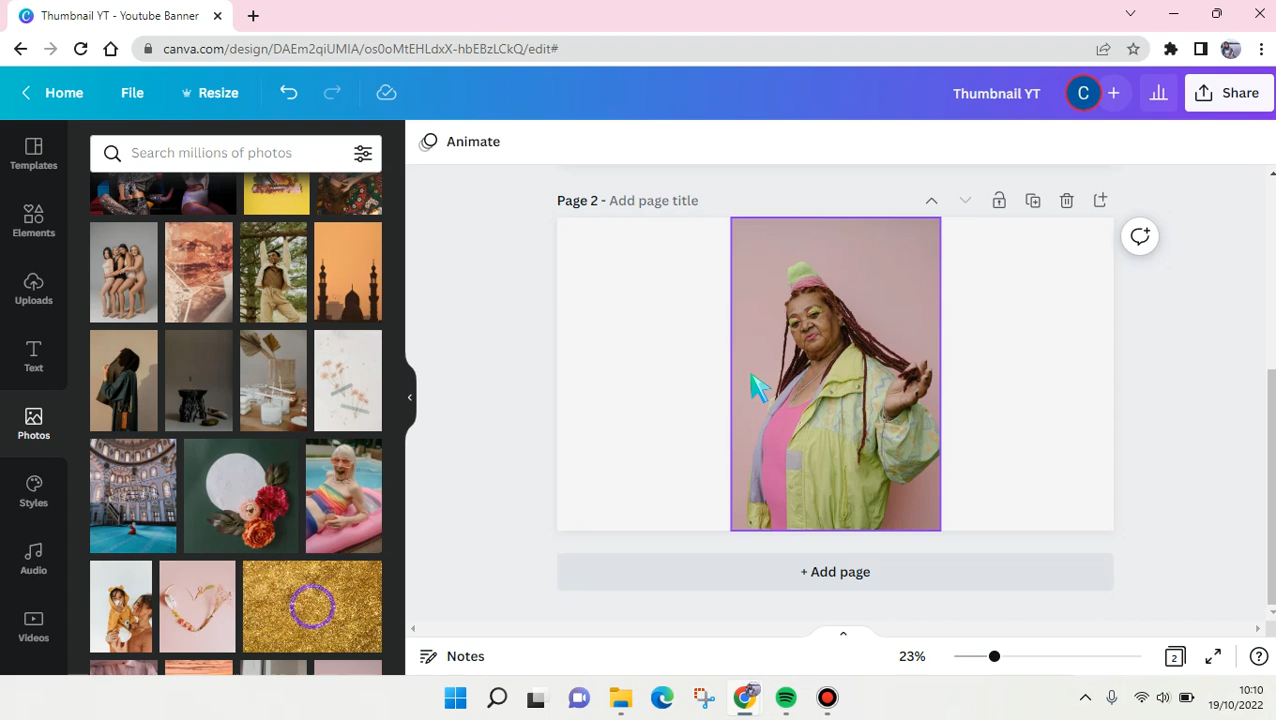 Thumbnail YT - Youtube Banner
canva.com/design/DAEm2qiUMIA/os0oMtEHLdxX-hbEBzLCkQ/edit#
Home File Resize Thumbnail YT C Share
Templates
Elements
Uploads
Text
Photos
Styles
Audio
Videos
Search millions of photos
Animate
Page 2 - Add page title
+ Add page
Notes 23% 2
10:10
19/10/2022